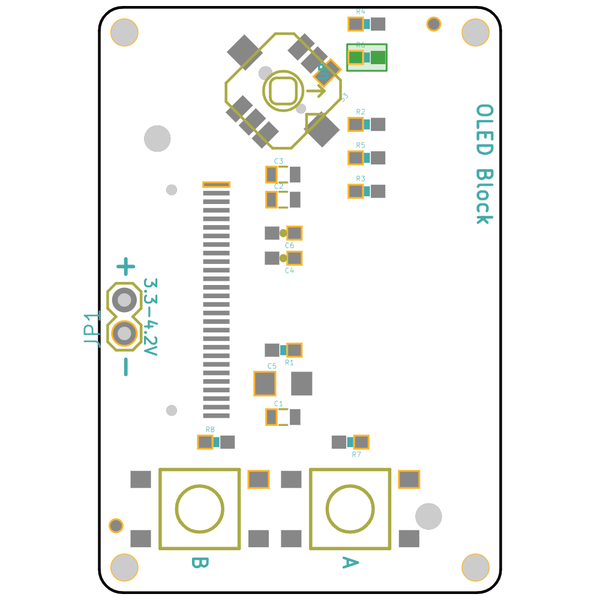 R4
R6
R2
R5
R3
OLED Block
C3
C2
C6
C4
+
3.3-4.2V
JP1
-
R1
C5
C1
R8
R7
B
A